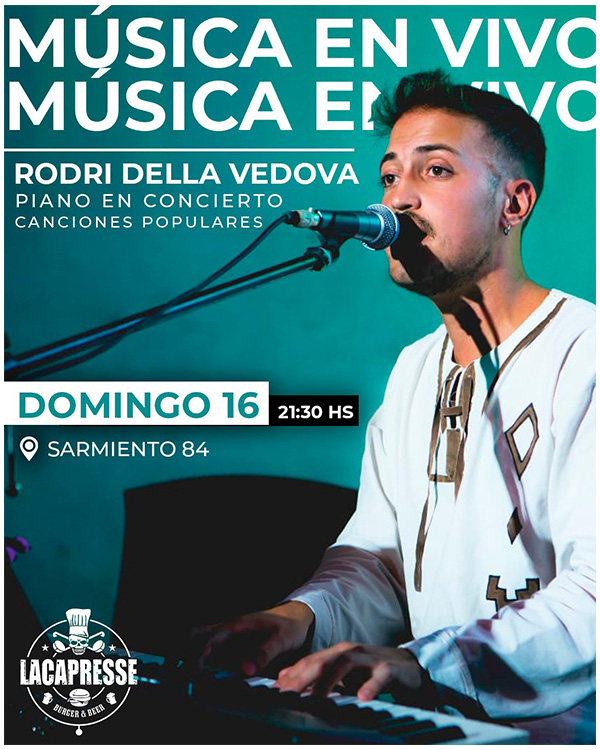 MÚSICA EN VIVO
MÚSICA EN VIVO
RODRI DELLA VEDOVA
PIANO EN CONCIERTO
CANCIONES POPULARES
DOMINGO 16
21:30 HS
SARMIENTO 84
LACAPRESSE
BURGER & BEER